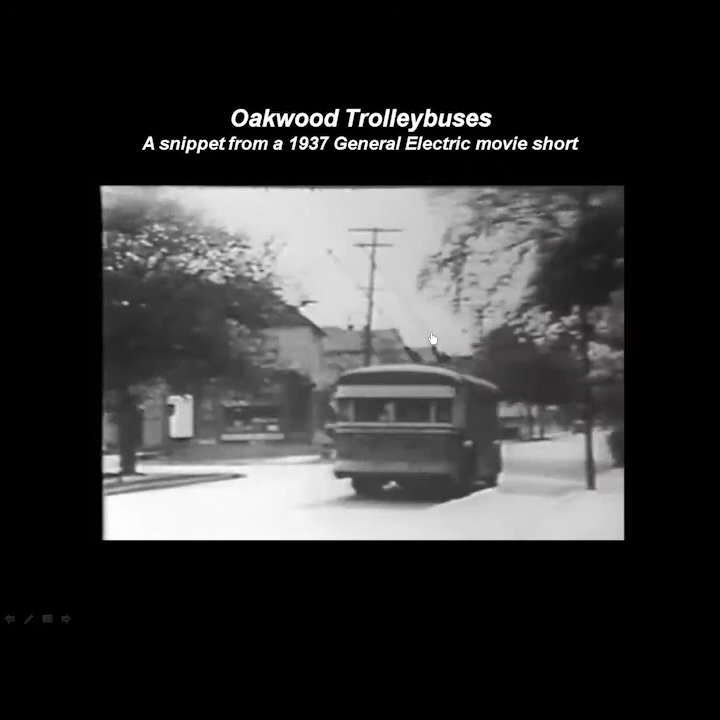 Oakwood Trolleybuses
A snippet from a 1937 General Electric movie short